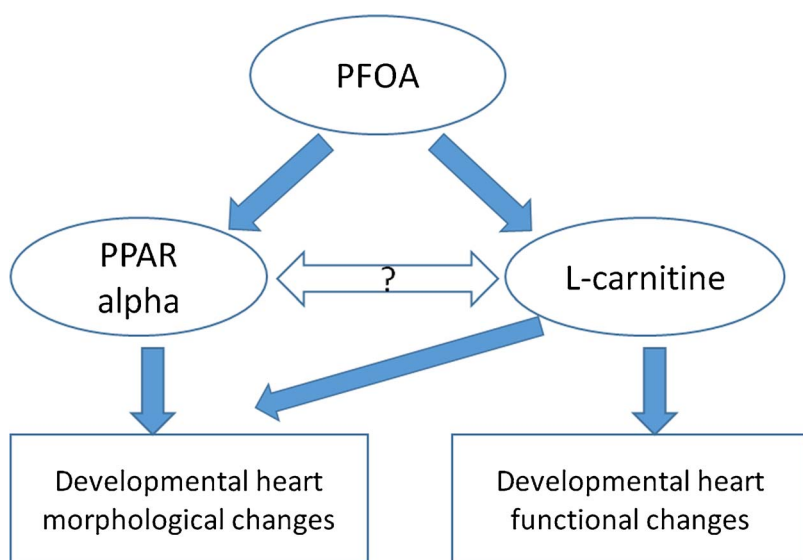 PFOA
PPAR
alpha
?
L-carnitine
Developmental heart
morphological changes
Developmental heart
functional changes